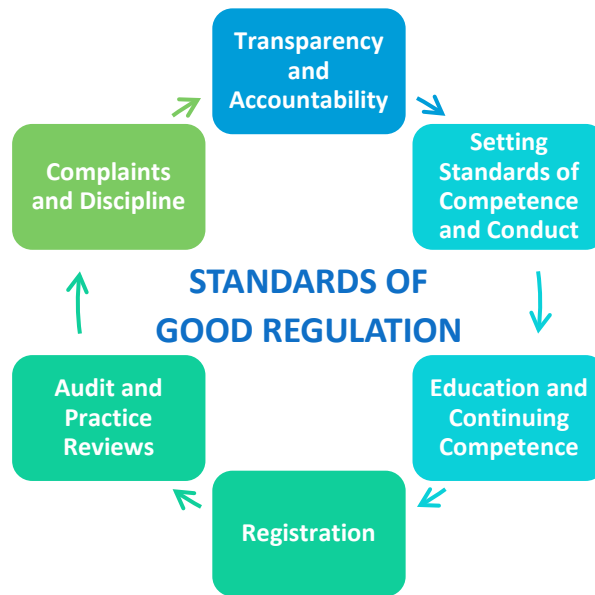 Transparency
and
Accountability
Setting
Standards of
Competence
and Conduct
Education and
Continuing
Competence
Registration
Audit and
Practice
Reviews
Complaints
and Discipline
STANDARDS OF
GOOD REGULATION